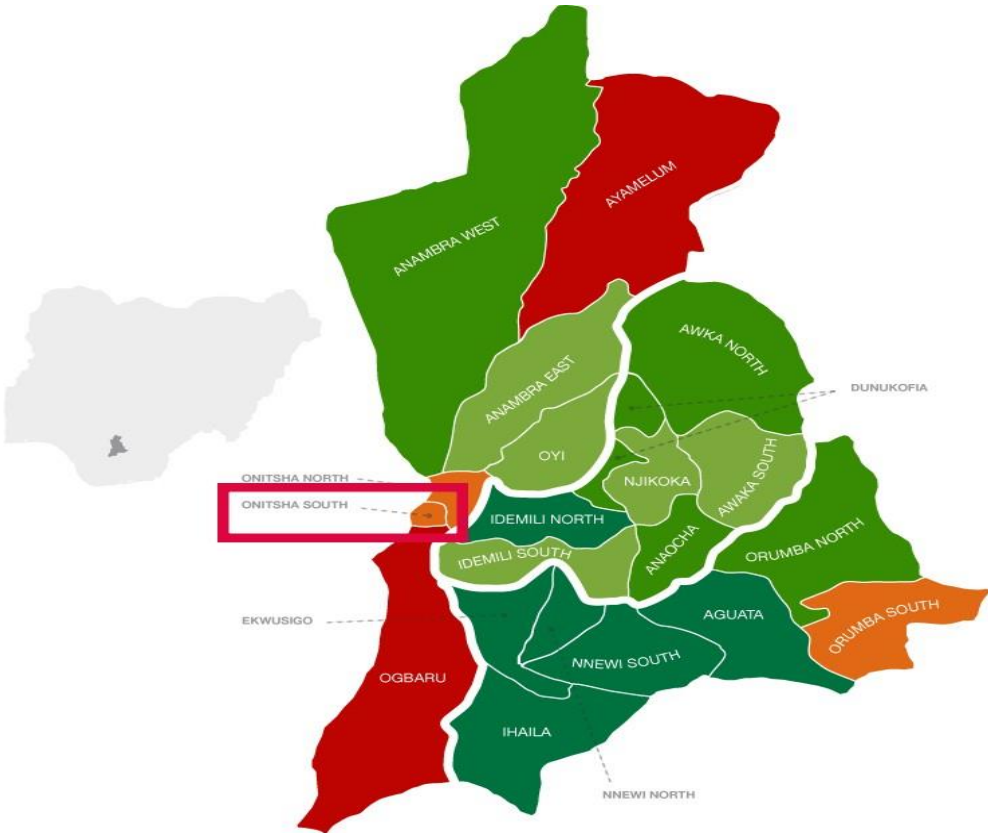 AYAMELUM
ANAMBRA WEST
AWKA NORTH
ANAMBRA EAST
DUNUKOFIA
OYI
ONITSHA NORTH
NJIKOKA
AWAKA SOUTH
ONITSHA SOUTH
IDEMILI NORTH
ORUMBA NORTH
IDEMILI SOUTH
ANAOCHA
AGUATA
ORUMBA SOUTH
EKWUSIGO
NNEWI SOUTH
OGBARU
IHAILA
NNEWI NORTH